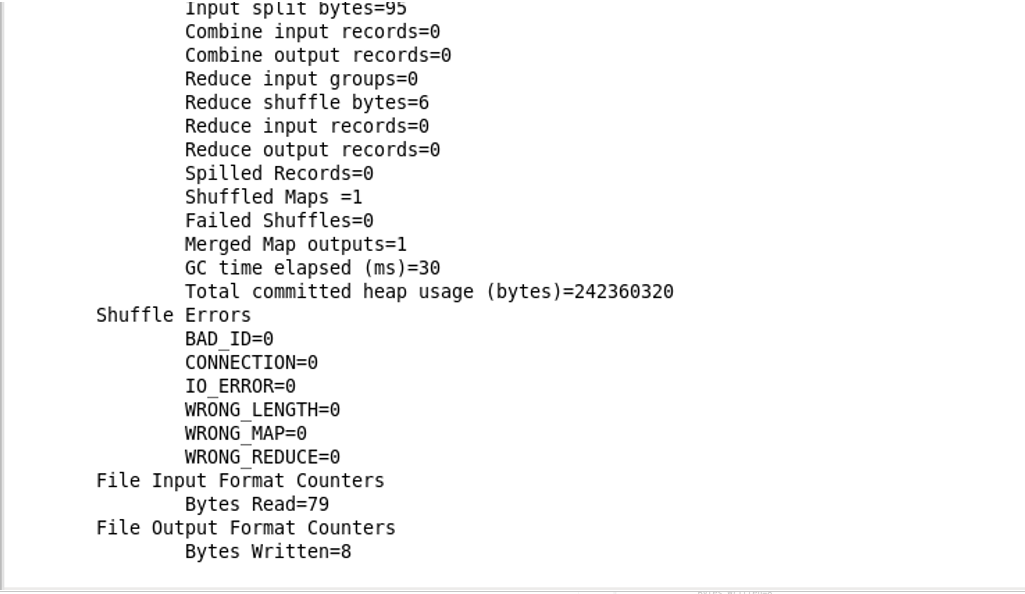 Input split bytes=95
Combine input records=0
Combine output records=0
Reduce input groups=0
Reduce shuffle bytes=6
Reduce input records=0
Reduce output records=0
Spilled Records=0
Shuffled Maps =1
Failed Shuffles=0
Merged Map outputs=1
GC time elapsed (ms)=30
Total committed heap usage (bytes)=242360320
Shuffle Errors
BAD_ID=0
CONNECTION=0
IO_ERROR=0
WRONG_LENGTH=0
WRONG_MAP=0
WRONG_REDUCE=0
File Input Format Counters
Bytes Read=79
File Output Format Counters
Bytes Written=8